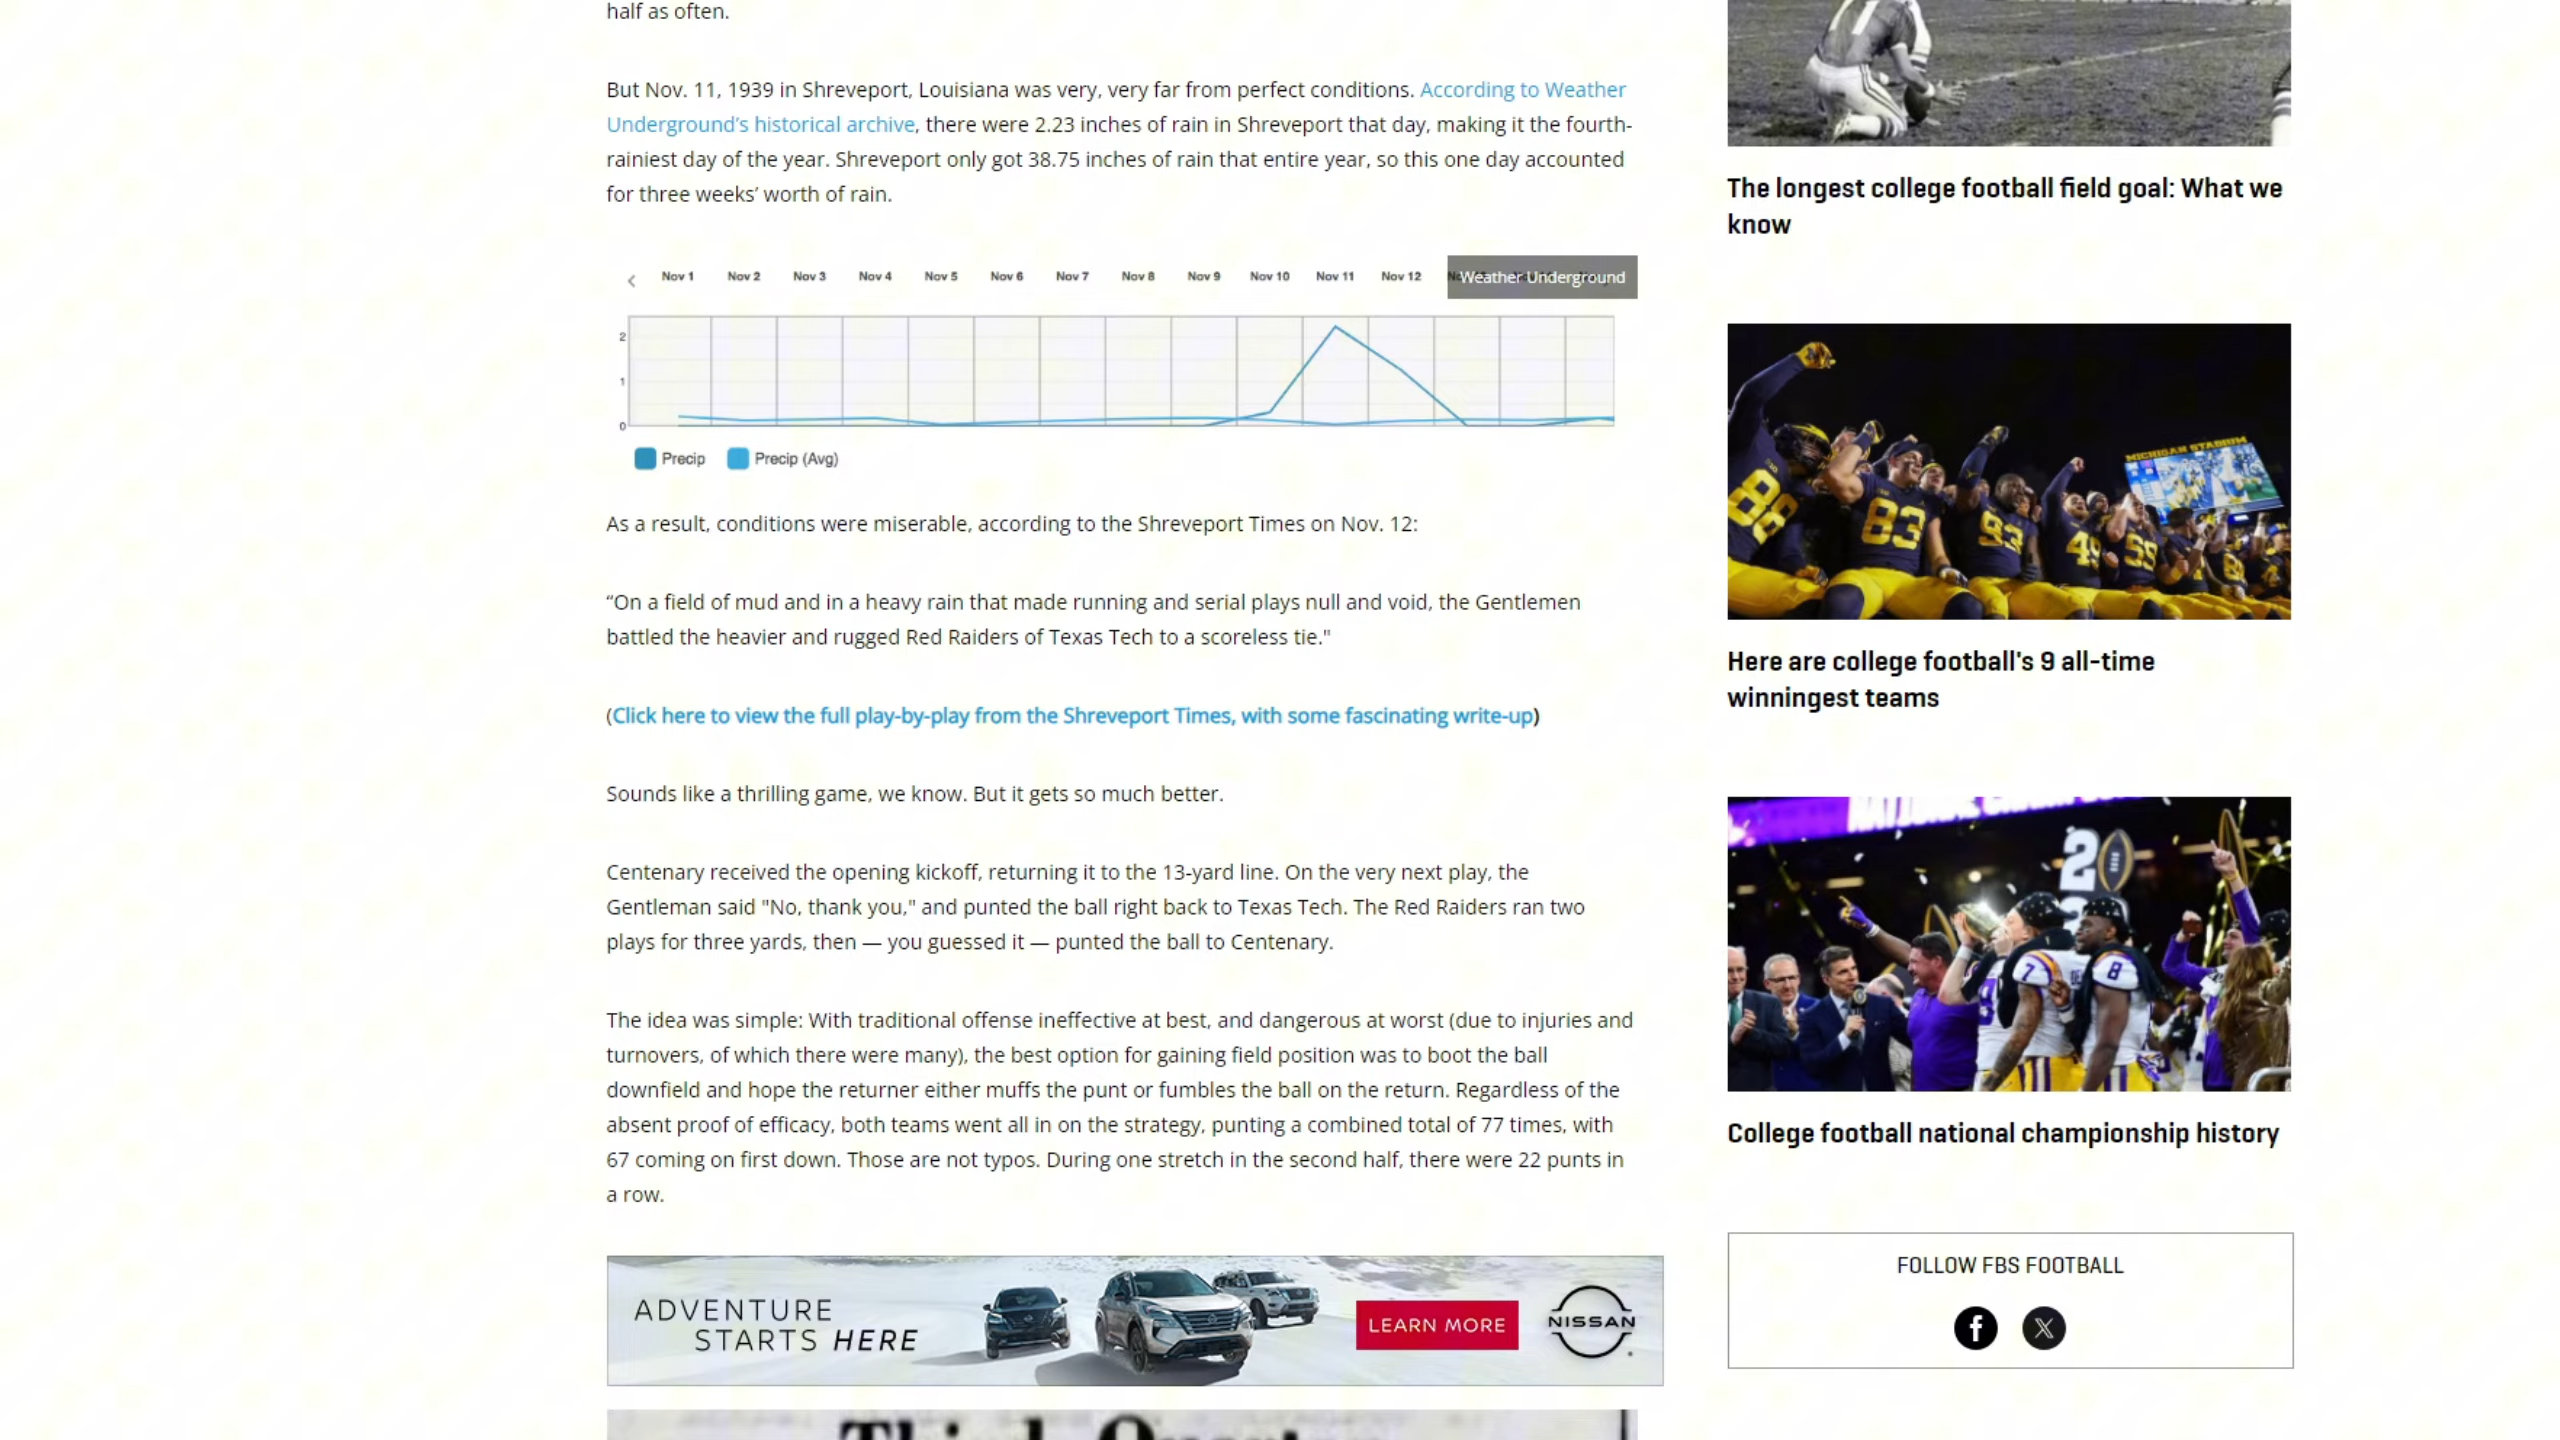 half as often.
But Nov. 11, 1939 in Shreveport, Louisiana was very, very far from perfect conditions. According to Weather
Underground's historical archive, there were 2.23 inches of rain in Shreveport that day, making it the fourth-
rainiest day of the year. Shreveport only got 38.75 inches of rain that entire year, so this one day accounted
for three weeks’ worth of rain.
Nov 1 Nov 2 Nov 3 Nov 4 Nov 5 Nov 6 Nov 7 Nov 8 Nov 9 Nov 10 Nov 11 Nov 12 Weather Underground
2
1
0
Precip Precip (Avg)
As a result, conditions were miserable, according to the Shreveport Times on Nov. 12:
“On a field of mud and in a heavy rain that made running and serial plays null and void, the Gentlemen
battled the heavier and rugged Red Raiders of Texas Tech to a scoreless tie."
(Click here to view the full play-by-play from the Shreveport Times, with some fascinating write-up)
Sounds like a thrilling game, we know. But it gets so much better.
Centenary received the opening kickoff, returning it to the 13-yard line. On the very next play, the
Gentleman said "No, thank you," and punted the ball right back to Texas Tech. The Red Raiders ran two
plays for three yards, then — you guessed it — punted the ball to Centenary.
The idea was simple: With traditional offense ineffective at best, and dangerous at worst (due to injuries and
turnovers, of which there were many), the best option for gaining field position was to boot the ball
downfield and hope the returner either muffs the punt or fumbles the ball on the return. Regardless of the
absent proof of efficacy, both teams went all in on the strategy, punting a combined total of 77 times, with
67 coming on first down. Those are not typos. During one stretch in the second half, there were 22 punts in
a row.
ADVENTURE
STARTS HERE
LEARN MORE
NISSAN
The longest college football field goal: What we
know
MICHIGAN STADIUM
88
83
93
49
59
Here are college football's 9 all-time
winningest teams
20
7
8
College football national championship history
FOLLOW FBS FOOTBALL